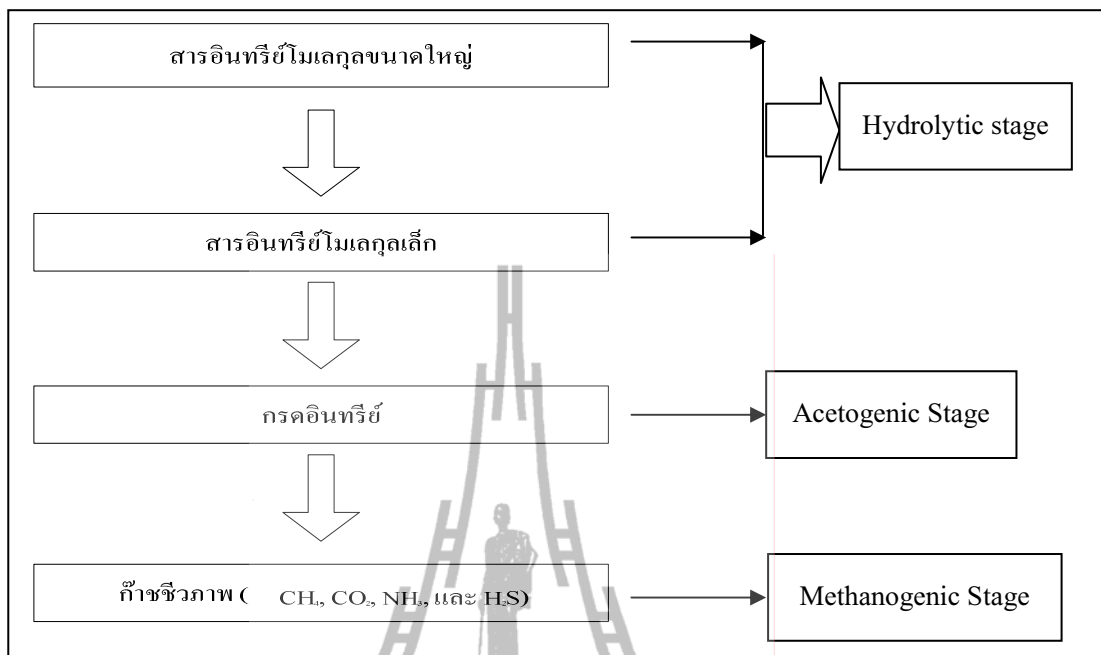 สารอินทรีย์โมเลกุลขนาดใหญ่
Hydrolytic stage
สารอินทรีย์โมเลกุลเล็ก
กรดอินทรีย์
Acetogenic Stage
ก๊าชชีวภาพ ( CH₄, CO₂, NH₃, และ H₂S)
Methanogenic Stage